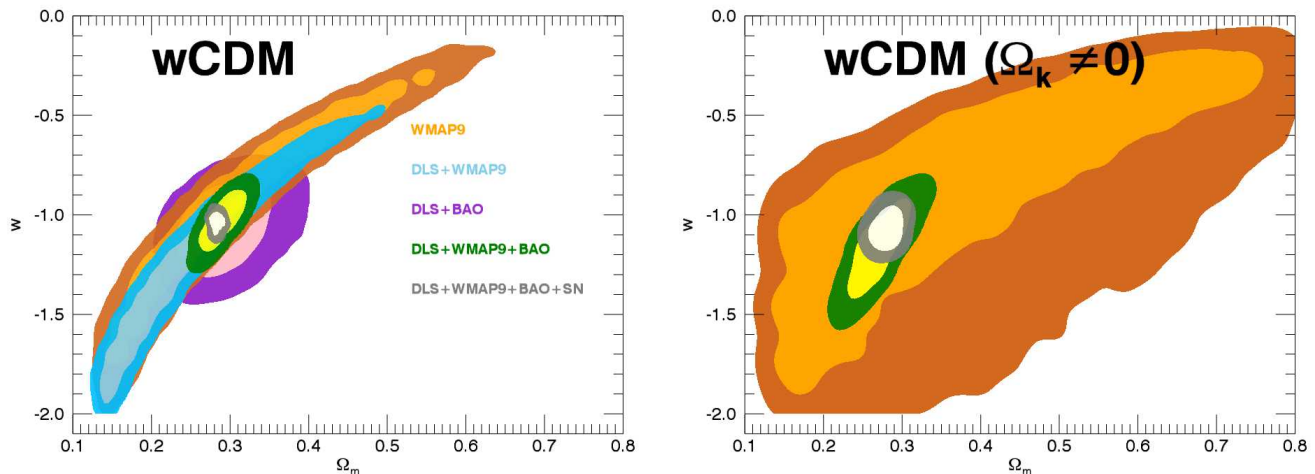 wCDM
WMAP9
DLS+WMAP9
DLS+BAO
DLS+WMAP9+BAO
DLS+WMAP9+BAO+SN
0.0
-0.5
-1.0
-1.5
-2.0
w
0.1 0.2 0.3 0.4 0.5 0.6 0.7 0.8
Ωm
wCDM (Ωk ≠0)
0.0
-0.5
-1.0
-1.5
-2.0
w
0.1 0.2 0.3 0.4 0.5 0.6 0.7 0.8
Ωm